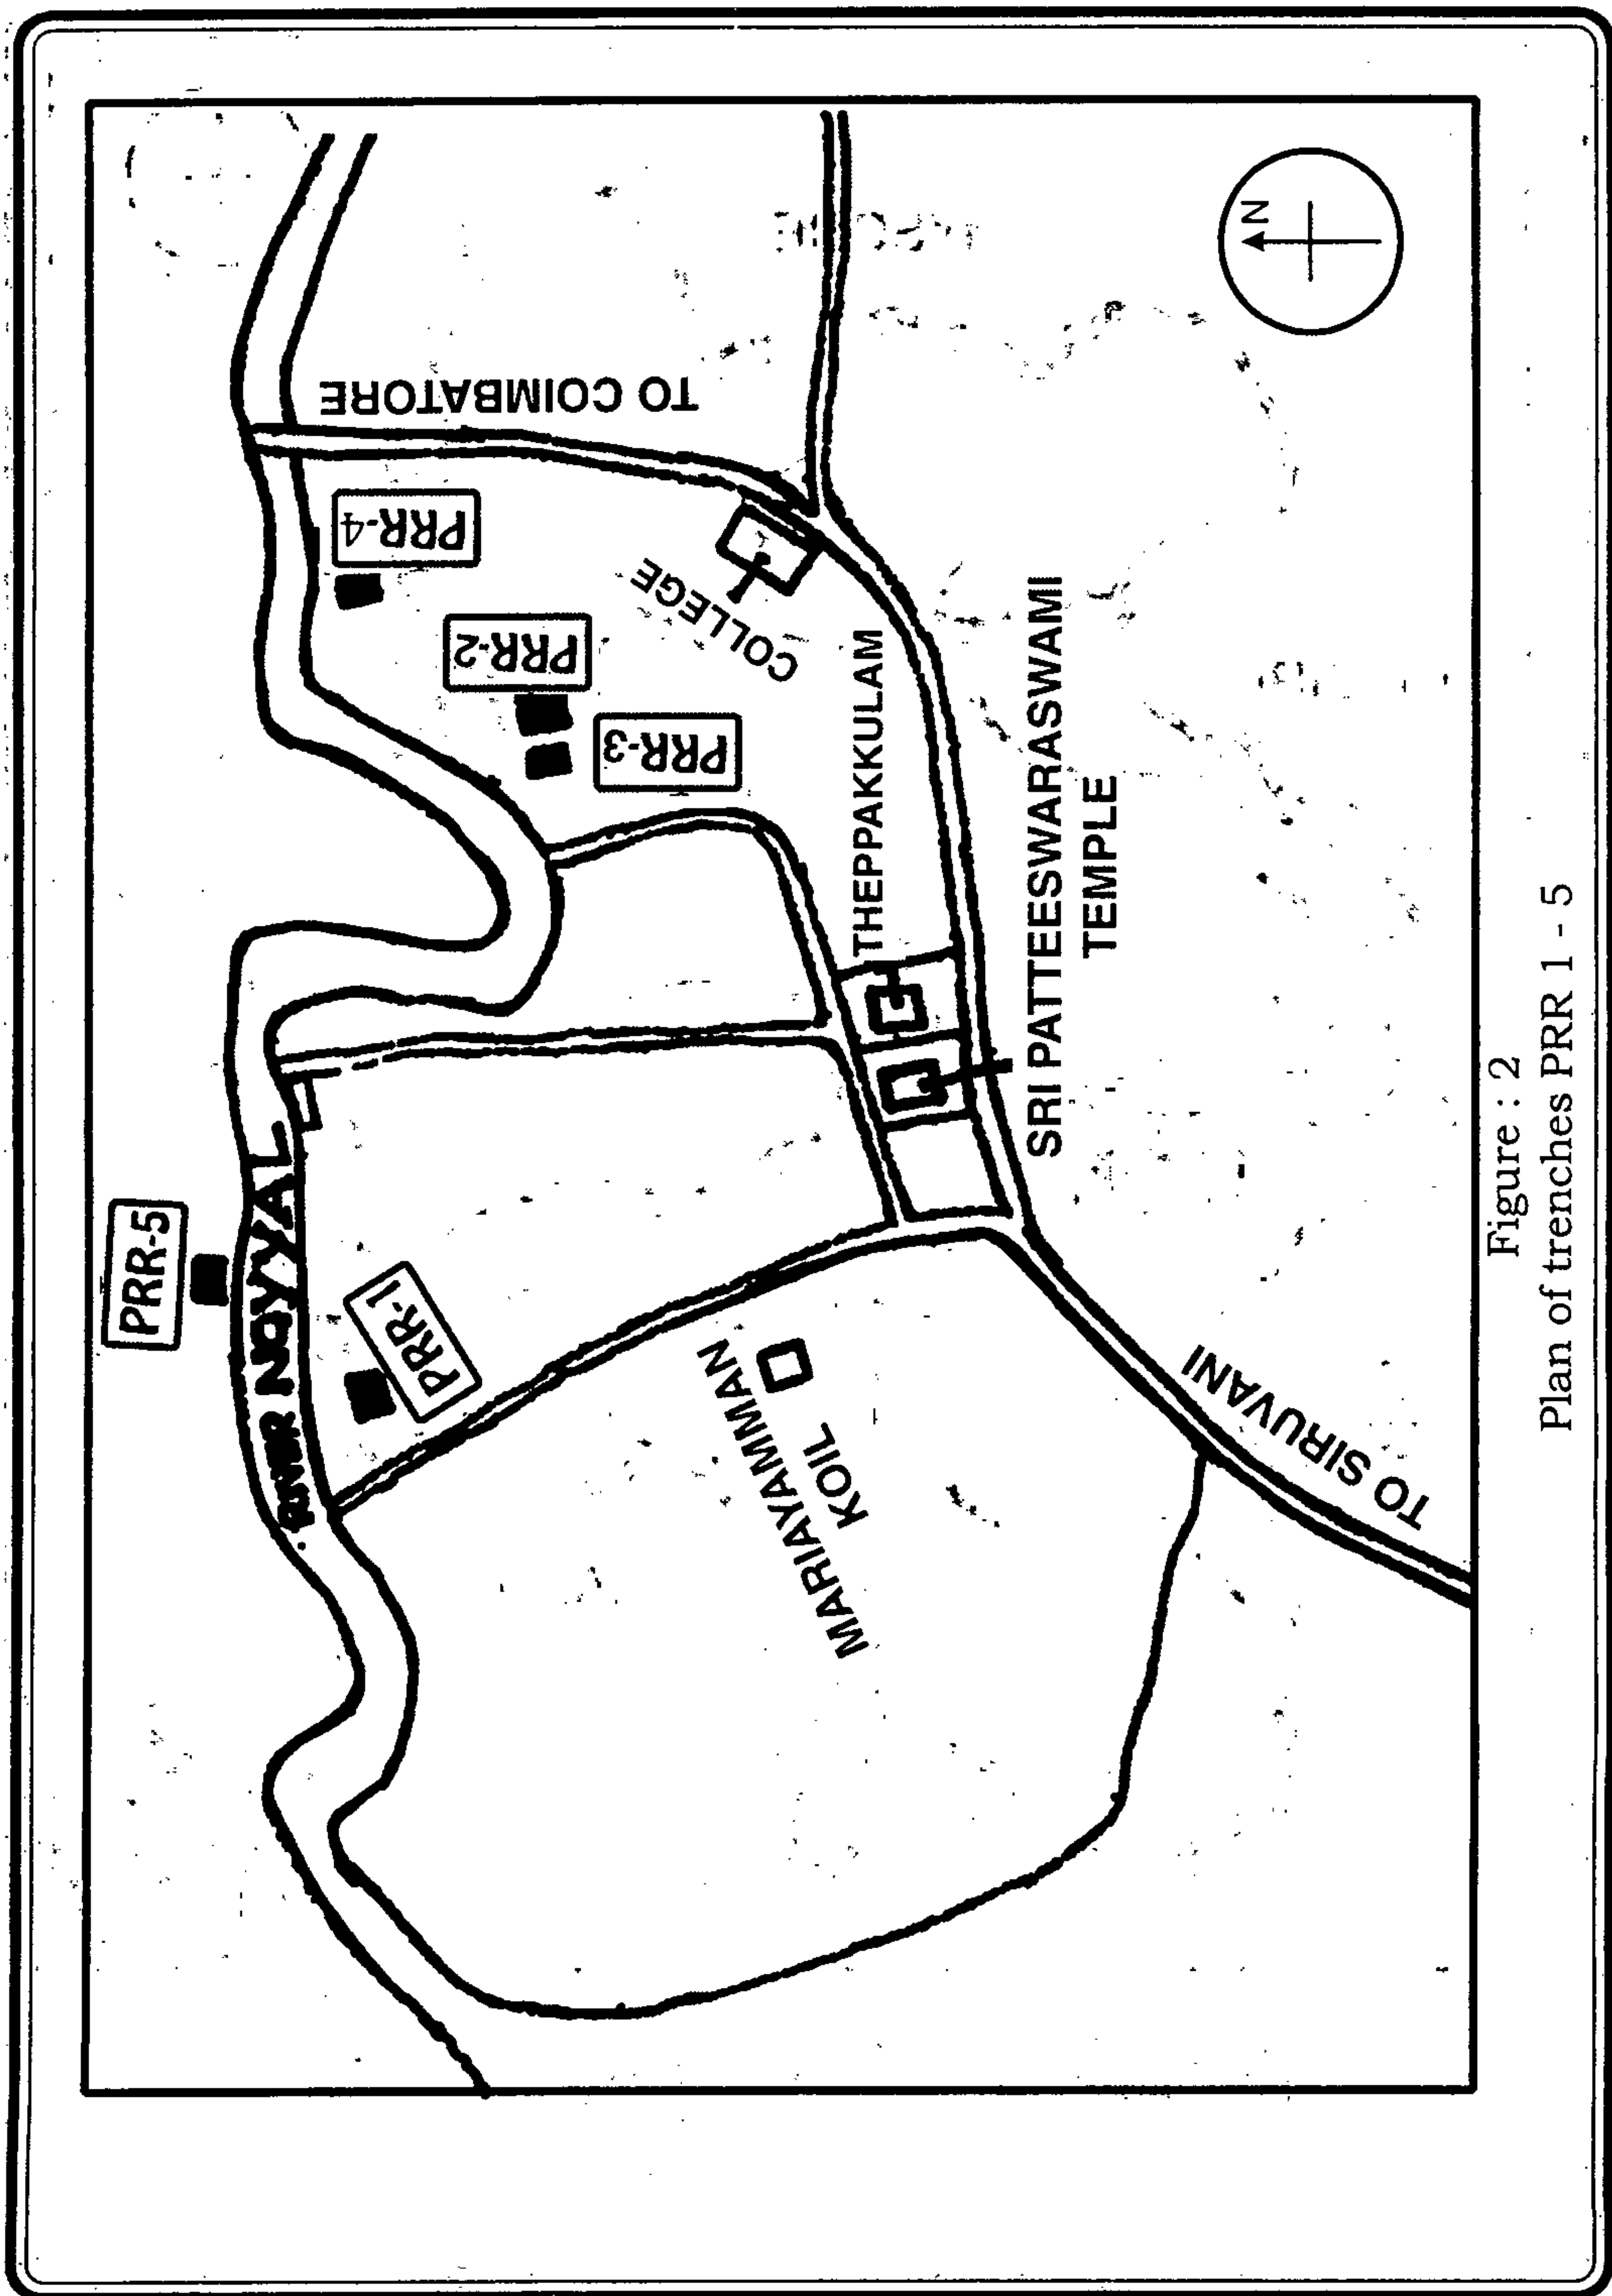 PRR-5
RIVER NOYYAL
PRR-1
PRR-3
PRR-2
PRR-4
TO COIMBATORE
COLLEGE
THEPPAKKULAM
SRI PATTEESWARASWAMI
TEMPLE
MARIAYAMMAN
KOIL
TO SIRUVANI
N
Figure : 2
Plan of trenches PRR 1 - 5